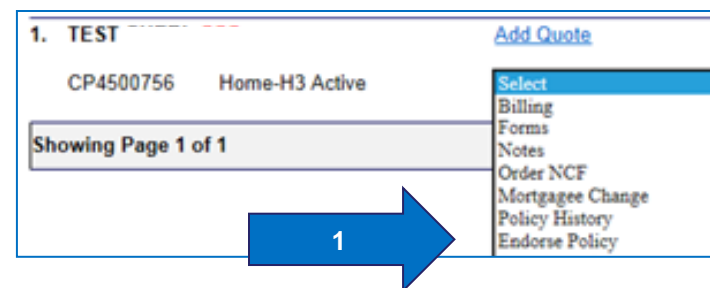 1. TEST Add Quote
CP4500756 Home-H3 Active
Select
Billing
Forms
Notes
Order NCF
Mortgagee Change
Policy History
Endorse Policy
Showing Page 1 of 1
1